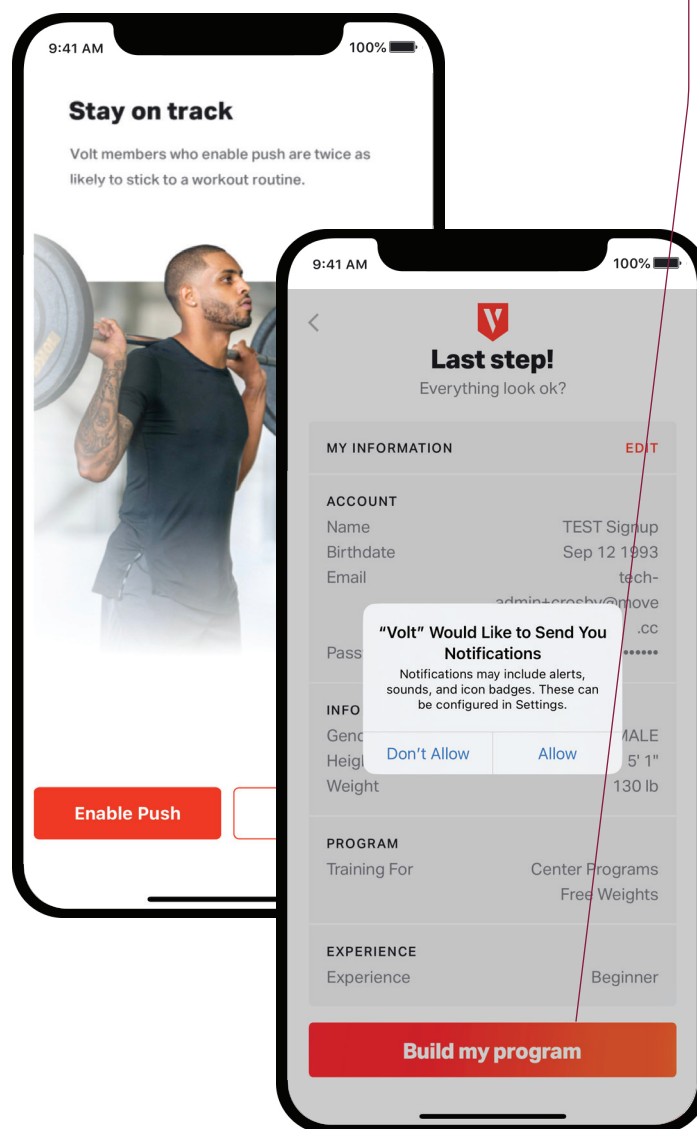 9:41 AM
100%
Stay on track
Volt members who enable push are twice as
likely to stick to a workout routine.
Enable Push
9:41 AM
100%
Last step!
Everything look ok?
MY INFORMATION EDIT
ACCOUNT
Name TEST Signup
Birthdate Sep 12 1993
Email tech-
admin+crosby@move
.cc
“Volt” Would Like to Send You
Notifications
Notifications may include alerts,
sounds, and icon badges. These can
be configured in Settings.
Don’t Allow Allow
Pass
INFO
5' 1"
Weight 130 lb
PROGRAM
Training For Center Programs
Free Weights
EXPERIENCE
Experience Beginner
Build my program